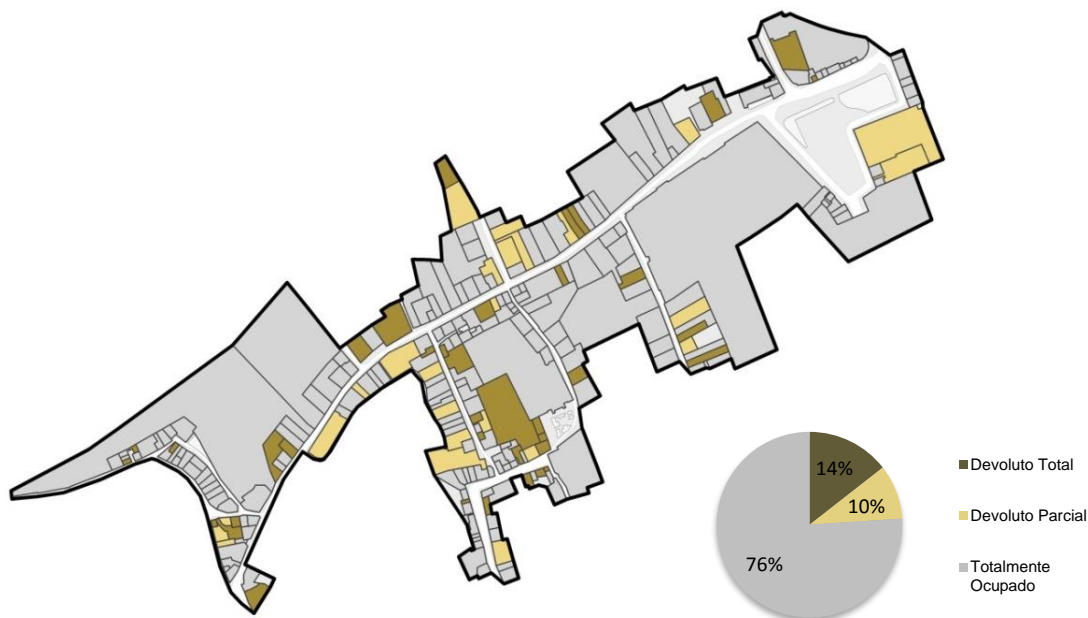 14%
10%
76%
Devoluto Total
Devoluto Parcial
Totalmente
Ocupado